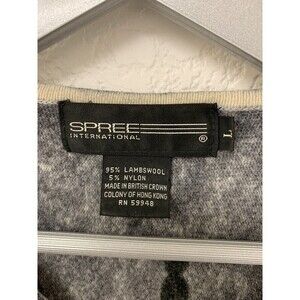 SPREE
INTERNATIONAL
®
L
95% LAMBSWOOL
5% NYLON
MADE IN BRITISH CROWN
COLONY OF HONG KONG
RN 59948